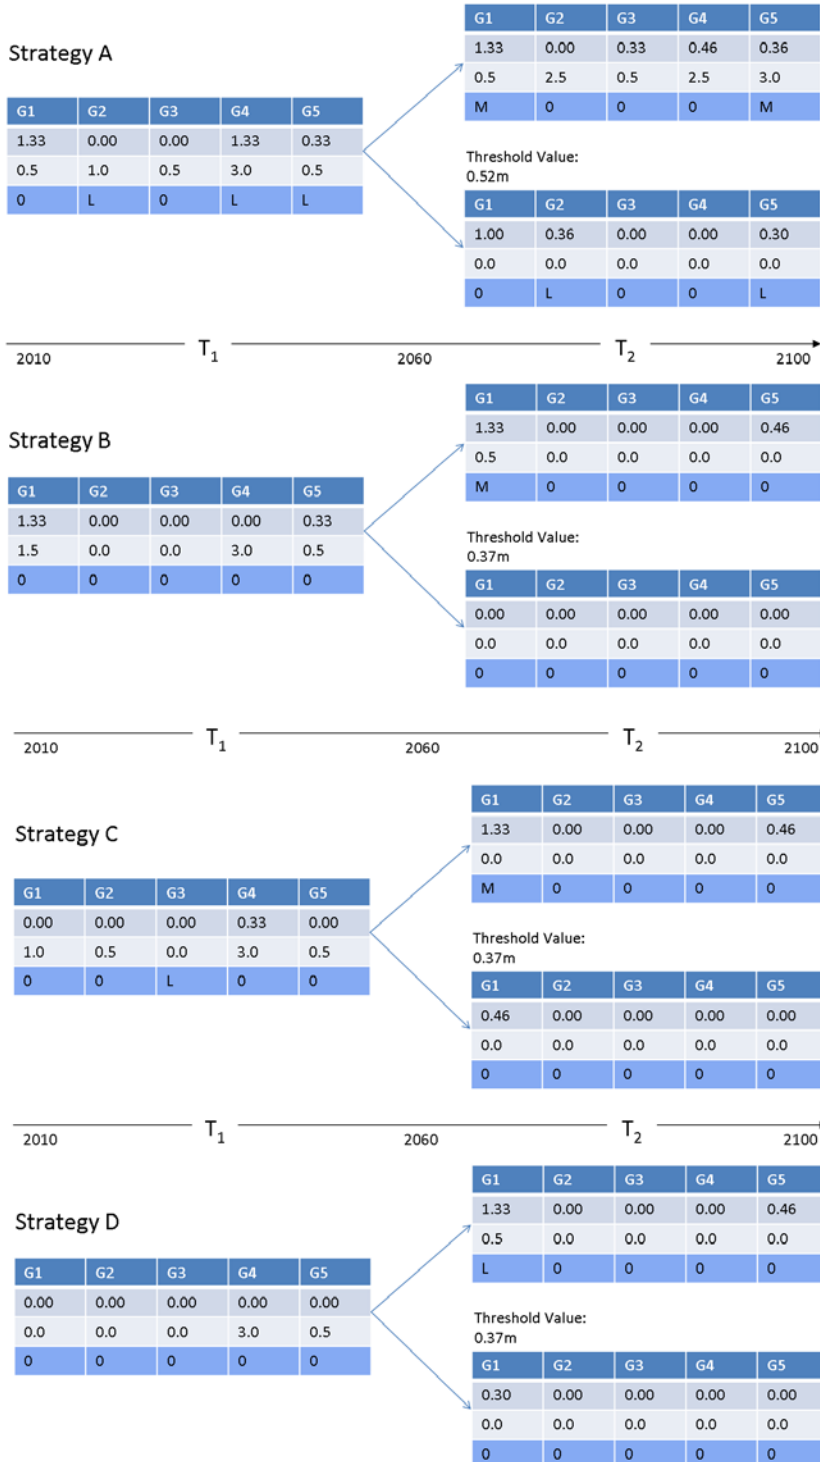 G1 G2 G3 G4 G5
1.33 0.00 0.33 0.46 0.36
0.5 2.5 0.5 2.5 3.0
M 0 0 0 M
Strategy A
G1 G2 G3 G4 G5
1.33 0.00 0.00 1.33 0.33
0.5 1.0 0.5 3.0 0.5
0 L 0 L L
Threshold Value:
0.52m
G1 G2 G3 G4 G5
1.00 0.36 0.00 0.00 0.30
0.0 0.0 0.0 0.0 0.0
0 L 0 0 L
2010 T1 2060 T2 2100
G1 G2 G3 G4 G5
1.33 0.00 0.00 0.00 0.46
0.5 0.0 0.0 0.0 0.0
M 0 0 0 0
Strategy B
G1 G2 G3 G4 G5
1.33 0.00 0.00 0.00 0.33
1.5 0.0 0.0 3.0 0.5
0 0 0 0 0
Threshold Value:
0.37m
G1 G2 G3 G4 G5
0.00 0.00 0.00 0.00 0.00
0.0 0.0 0.0 0.0 0.0
0 0 0 0 0
2010 T1 2060 T2 2100
G1 G2 G3 G4 G5
1.33 0.00 0.00 0.00 0.46
0.0 0.0 0.0 0.0 0.0
M 0 0 0 0
Strategy C
G1 G2 G3 G4 G5
0.00 0.00 0.00 0.33 0.00
1.0 0.5 0.0 3.0 0.5
0 0 L 0 0
Threshold Value:
0.37m
G1 G2 G3 G4 G5
0.46 0.00 0.00 0.00 0.00
0.0 0.0 0.0 0.0 0.0
0 0 0 0 0
2010 T1 2060 T2 2100
G1 G2 G3 G4 G5
1.33 0.00 0.00 0.00 0.46
0.5 0.0 0.0 0.0 0.0
L 0 0 0 0
Strategy D
G1 G2 G3 G4 G5
0.00 0.00 0.00 0.00 0.00
0.0 0.0 0.0 3.0 0.5
0 0 0 0 0
Threshold Value:
0.37m
G1 G2 G3 G4 G5
0.30 0.00 0.00 0.00 0.00
0.0 0.0 0.0 0.0 0.0
0 0 0 0 0